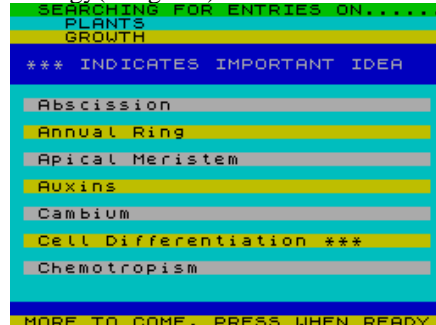 SEARCHING FOR ENTRIES ON.....
PLANTS
GROWTH
*** INDICATES IMPORTANT IDEA
Abscission
Annual Ring
Apical Meristem
Auxins
Cambium
Cell Differentiation ***
Chemotropism
MORE TO COME. PRESS WHEN READY